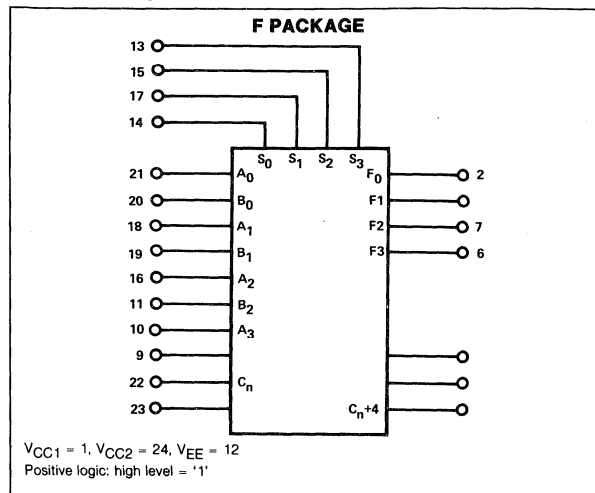 F PACKAGE
13
15
17
14
S0 S1 S2 S3
21 A0 F0 2
20 B0 F1
18 A1 F2 7
19 B1 F3 6
16 A2
11 B2
10 A3
9
22 Cn
23 Cn+4
VCC1 = 1, VCC2 = 24, VEE = 12
Positive logic: high level = '1'